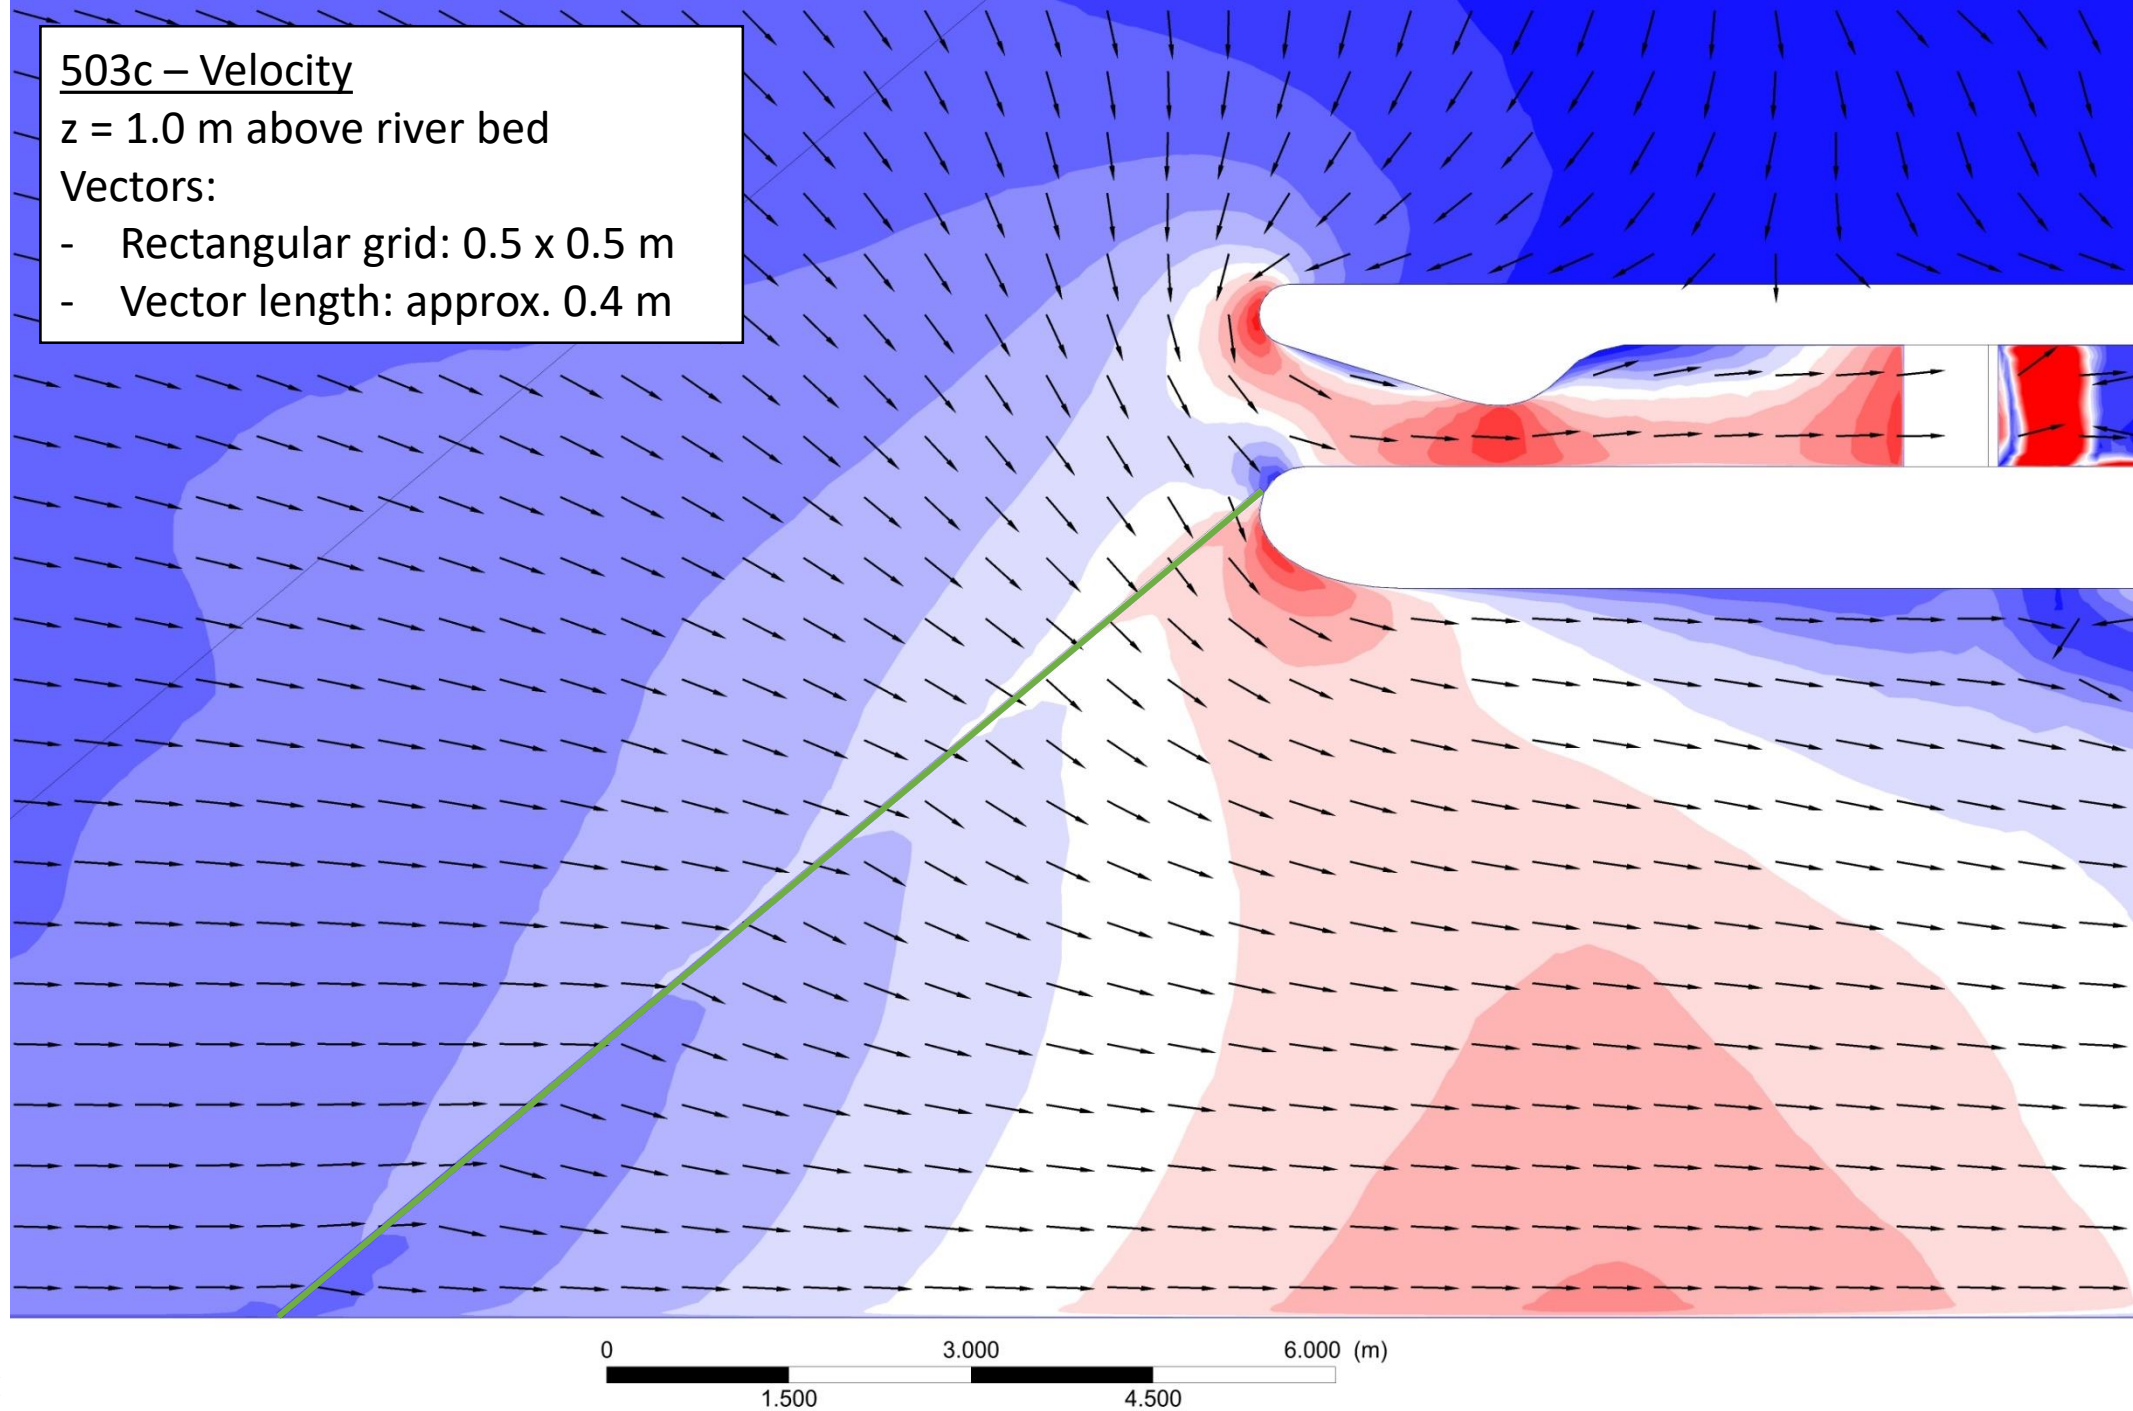 503c – Velocity
z = 1.0 m above river bed
Vectors:
- Rectangular grid: 0.5 x 0.5 m
- Vector length: approx. 0.4 m
0 3.000 6.000 (m)
1.500 4.500